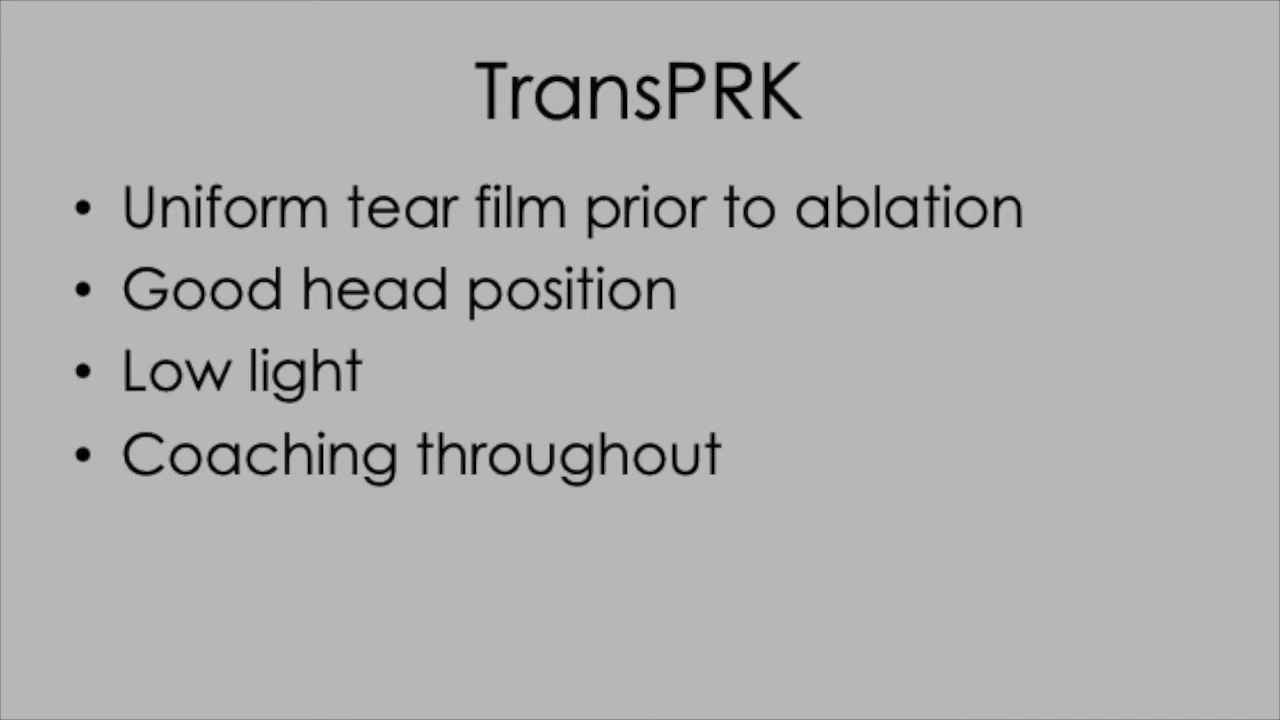 TransPRK
• Uniform tear film prior to ablation
• Good head position
• Low light
• Coaching throughout